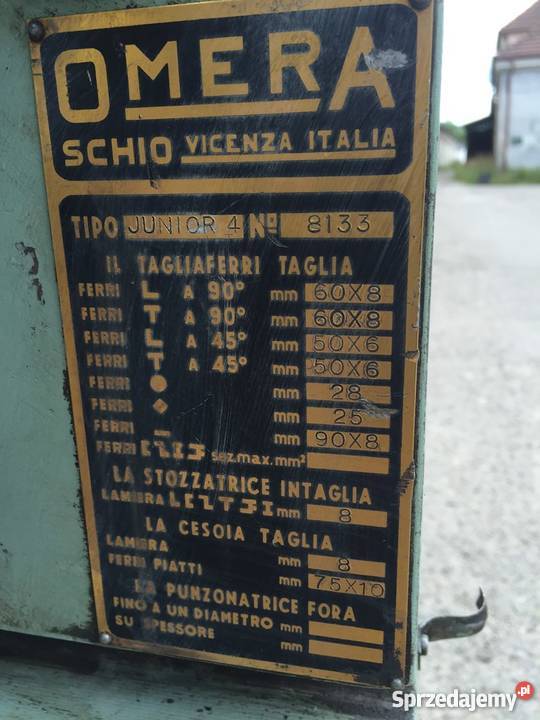 OMERA
SCHIO VICENZA ITALIA
TIPO JUNIOR 4 Nº 8133
IL TAGLIAFERRI TAGLIA
FERRI L A 90° mm 60X8
FERRI T A 90° mm 60X8
FERRI L A 45° mm 50X6
FERRI T A 45° mm 50X6
FERRI mm 28
FERRI mm 25
FERRI mm 90X8
FERRI sez.max.mm²
LA STOZZATRICE INTAGLIA
LAMIERA mm 8
LA CESOIA TAGLIA
LAMIERA mm 8
FERRI PIATTI mm 75X10
LA PUNZONATRICE FORA
FINO A UN DIAMETRO mm
SU SPESSORE mm
Sprzedajemy.pl